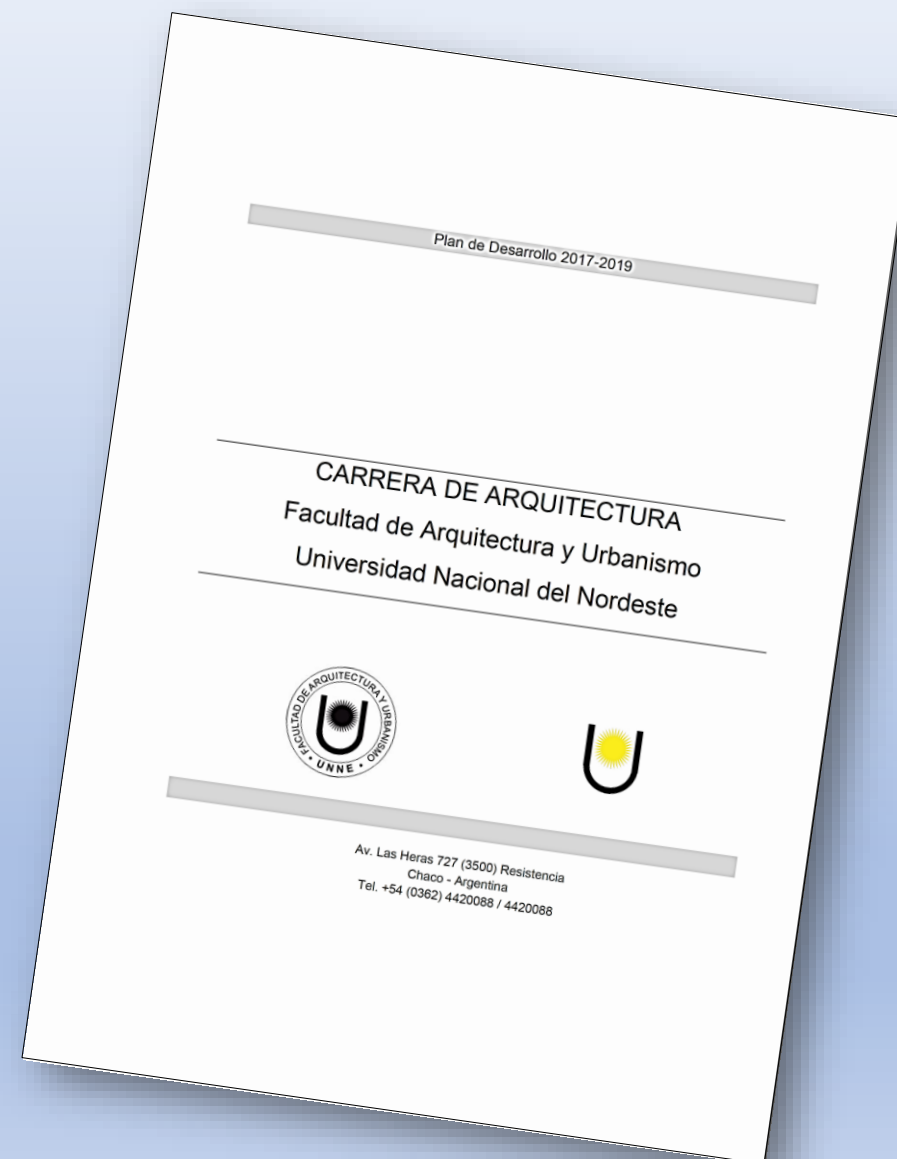 Plan de Desarrollo 2017-2019
CARRERA DE ARQUITECTURA
Facultad de Arquitectura y Urbanismo
Universidad Nacional del Nordeste
• FACULTAD DE ARQUITECTURA Y URBANISMO •
UNNE
Av. Las Heras 727 (3500) Resistencia
Chaco - Argentina
Tel. +54 (0362) 4420088 / 4420088